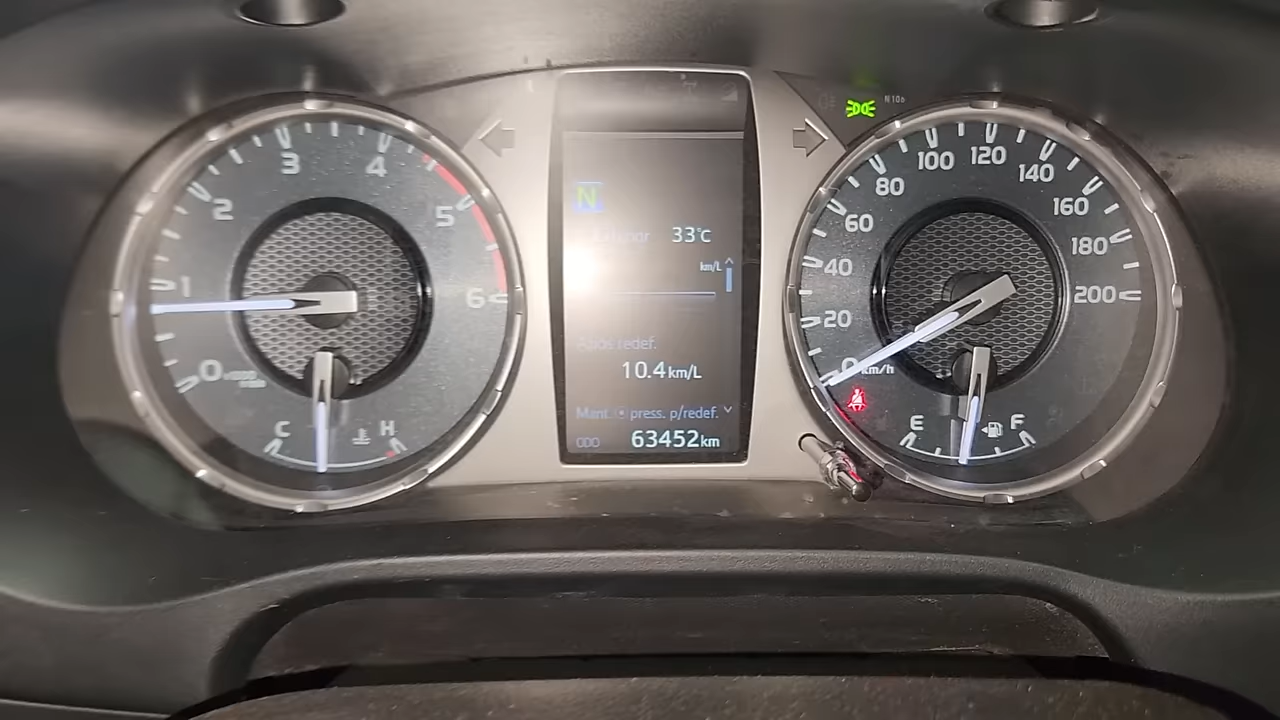 0
1
2
3
4
5
6
C
H
N
33°C
km/L
Após redef.
10.4 km/L
Mant. press. p/redef.
ODO
63452 km
0
20
40
60
80
100
120
140
160
180
200
km/h
E
F